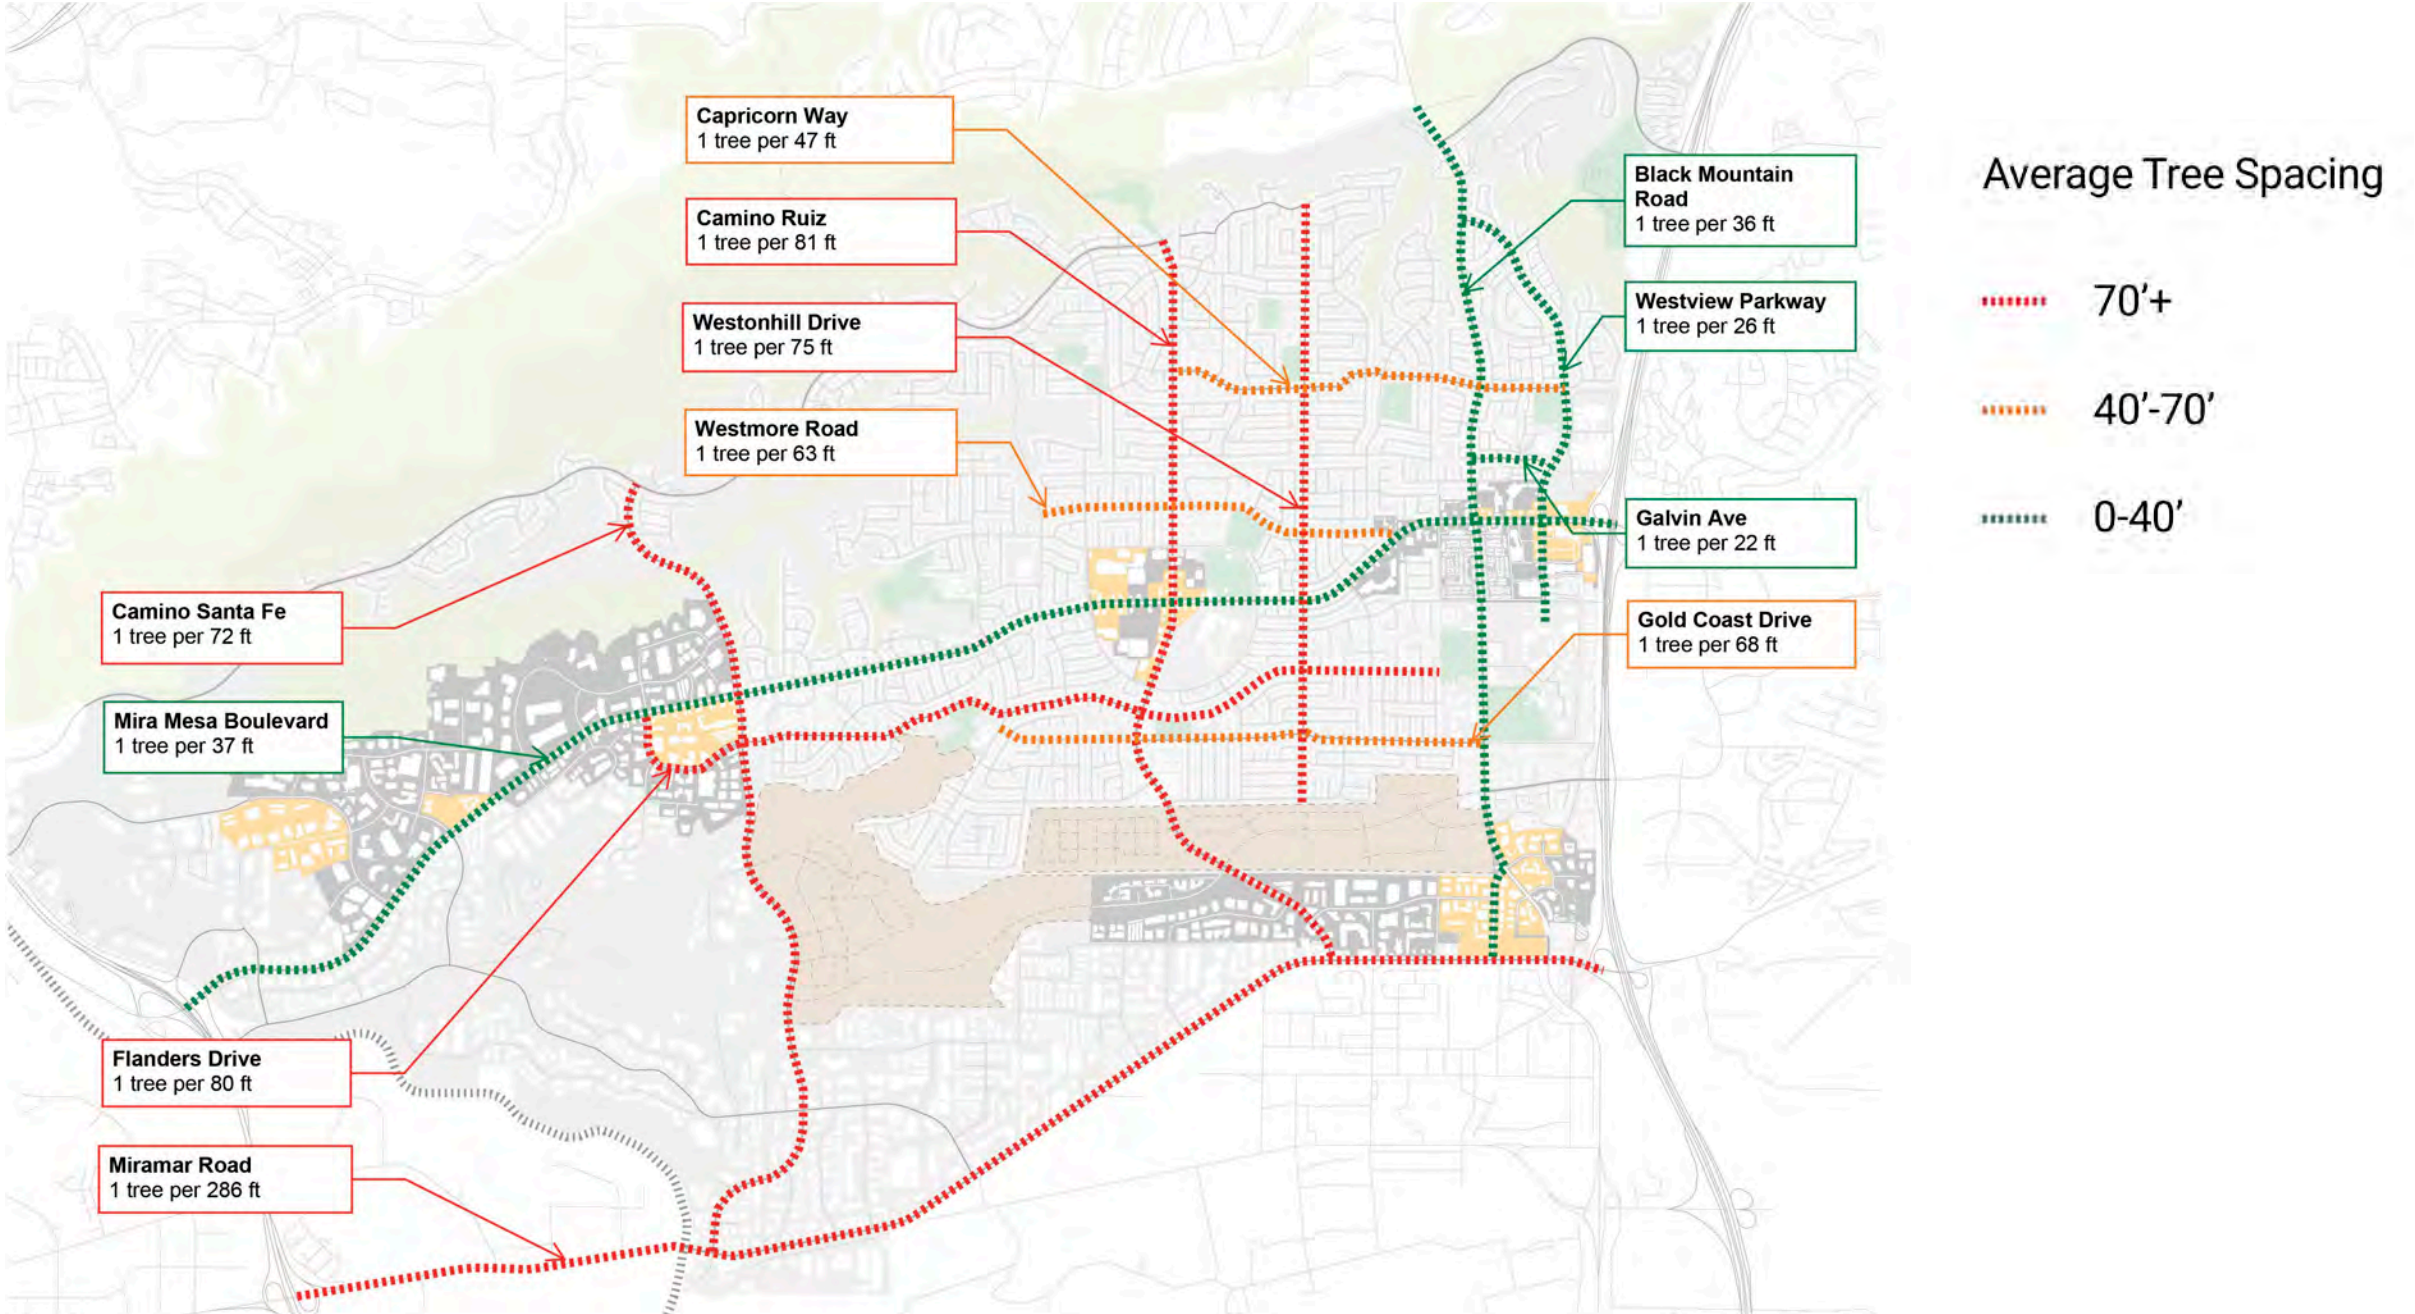 Capricorn Way
1 tree per 47 ft
Camino Ruiz
1 tree per 81 ft
Westonhill Drive
1 tree per 75 ft
Westmore Road
1 tree per 63 ft
Camino Santa Fe
1 tree per 72 ft
Mira Mesa Boulevard
1 tree per 37 ft
Flanders Drive
1 tree per 80 ft
Miramar Road
1 tree per 286 ft
Black Mountain
Road
1 tree per 36 ft
Westview Parkway
1 tree per 26 ft
Galvin Ave
1 tree per 22 ft
Gold Coast Drive
1 tree per 68 ft
Average Tree Spacing
70’+
40’-70’
0-40’